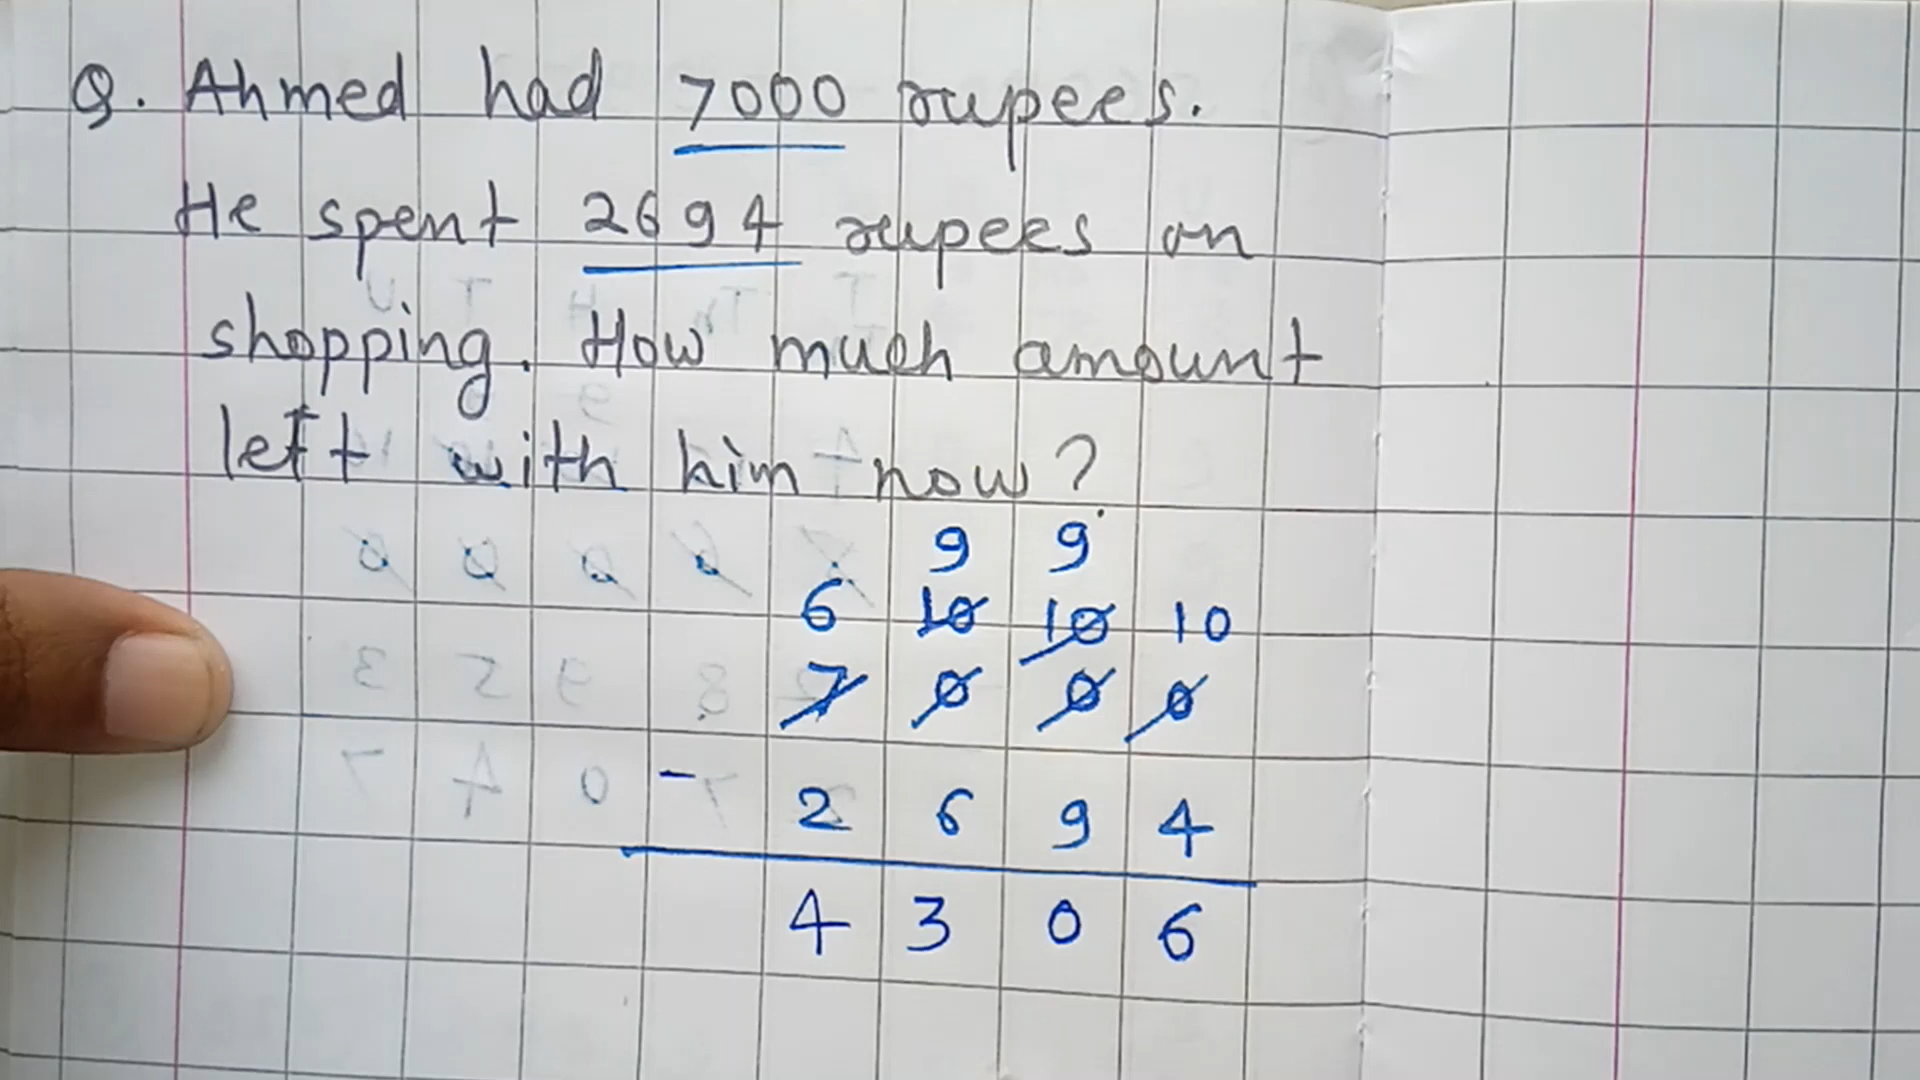 Q. Ahmed had 7000 rupees.
He spent 2694 rupees on
shopping. How much amount
left with him now?
9 9
6 10 10 10
7 0 0 0
- 2 6 9 4
4 3 0 6